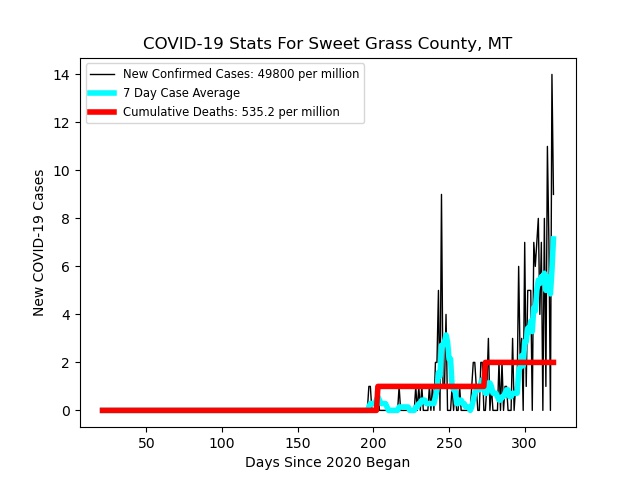 COVID-19 Stats For Sweet Grass County, MT
New Confirmed Cases: 49800 per million
7 Day Case Average
Cumulative Deaths: 535.2 per million
New COVID-19 Cases
14
12
10
8
6
4
2
0
50
100
150
200
250
300
Days Since 2020 Began